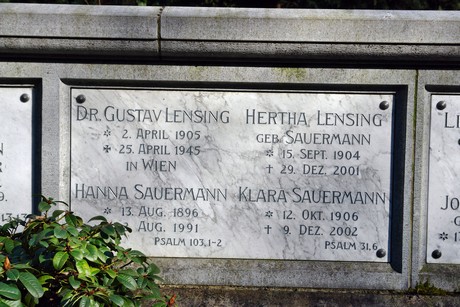 Dr. Gustav Lensing
* 2. April 1905
✝ 25. April 1945
in Wien
Hanna Sauermann
* 13. Aug. 1896
Aug. 1991
Psalm 103,1-2
Hertha Lensing
geb. Sauermann
* 15. Sept. 1904
✝ 29. Dez. 2001
Klara Sauermann
* 12. Okt. 1906
✝ 9. Dez. 2002
Psalm 31.6